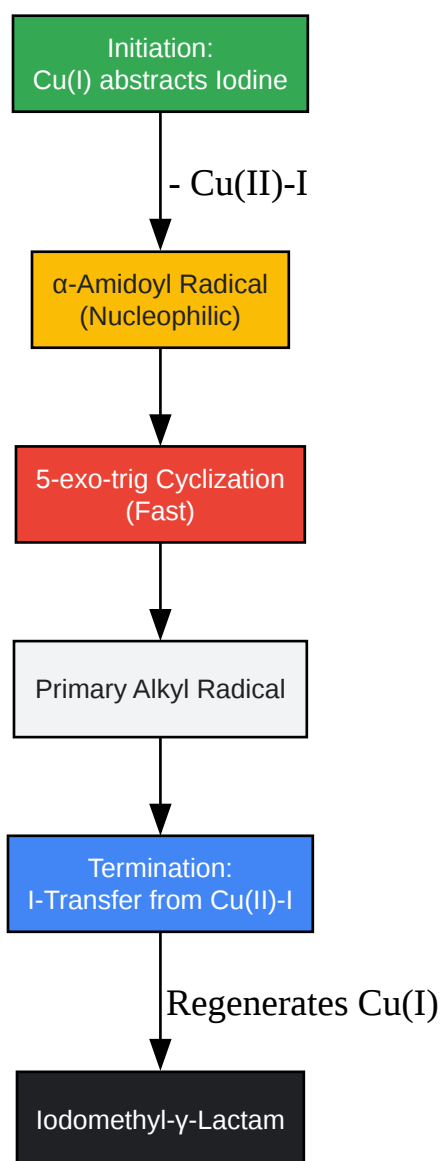 Initiation:
Cu(I) abstracts Iodine
- Cu(II)-I
α-Amidoyl Radical
(Nucleophilic)
5-exo-trig Cyclization
(Fast)
Primary Alkyl Radical
Termination:
I-Transfer from Cu(II)-I
Regenerates Cu(I)
Iodomethyl-γ-Lactam